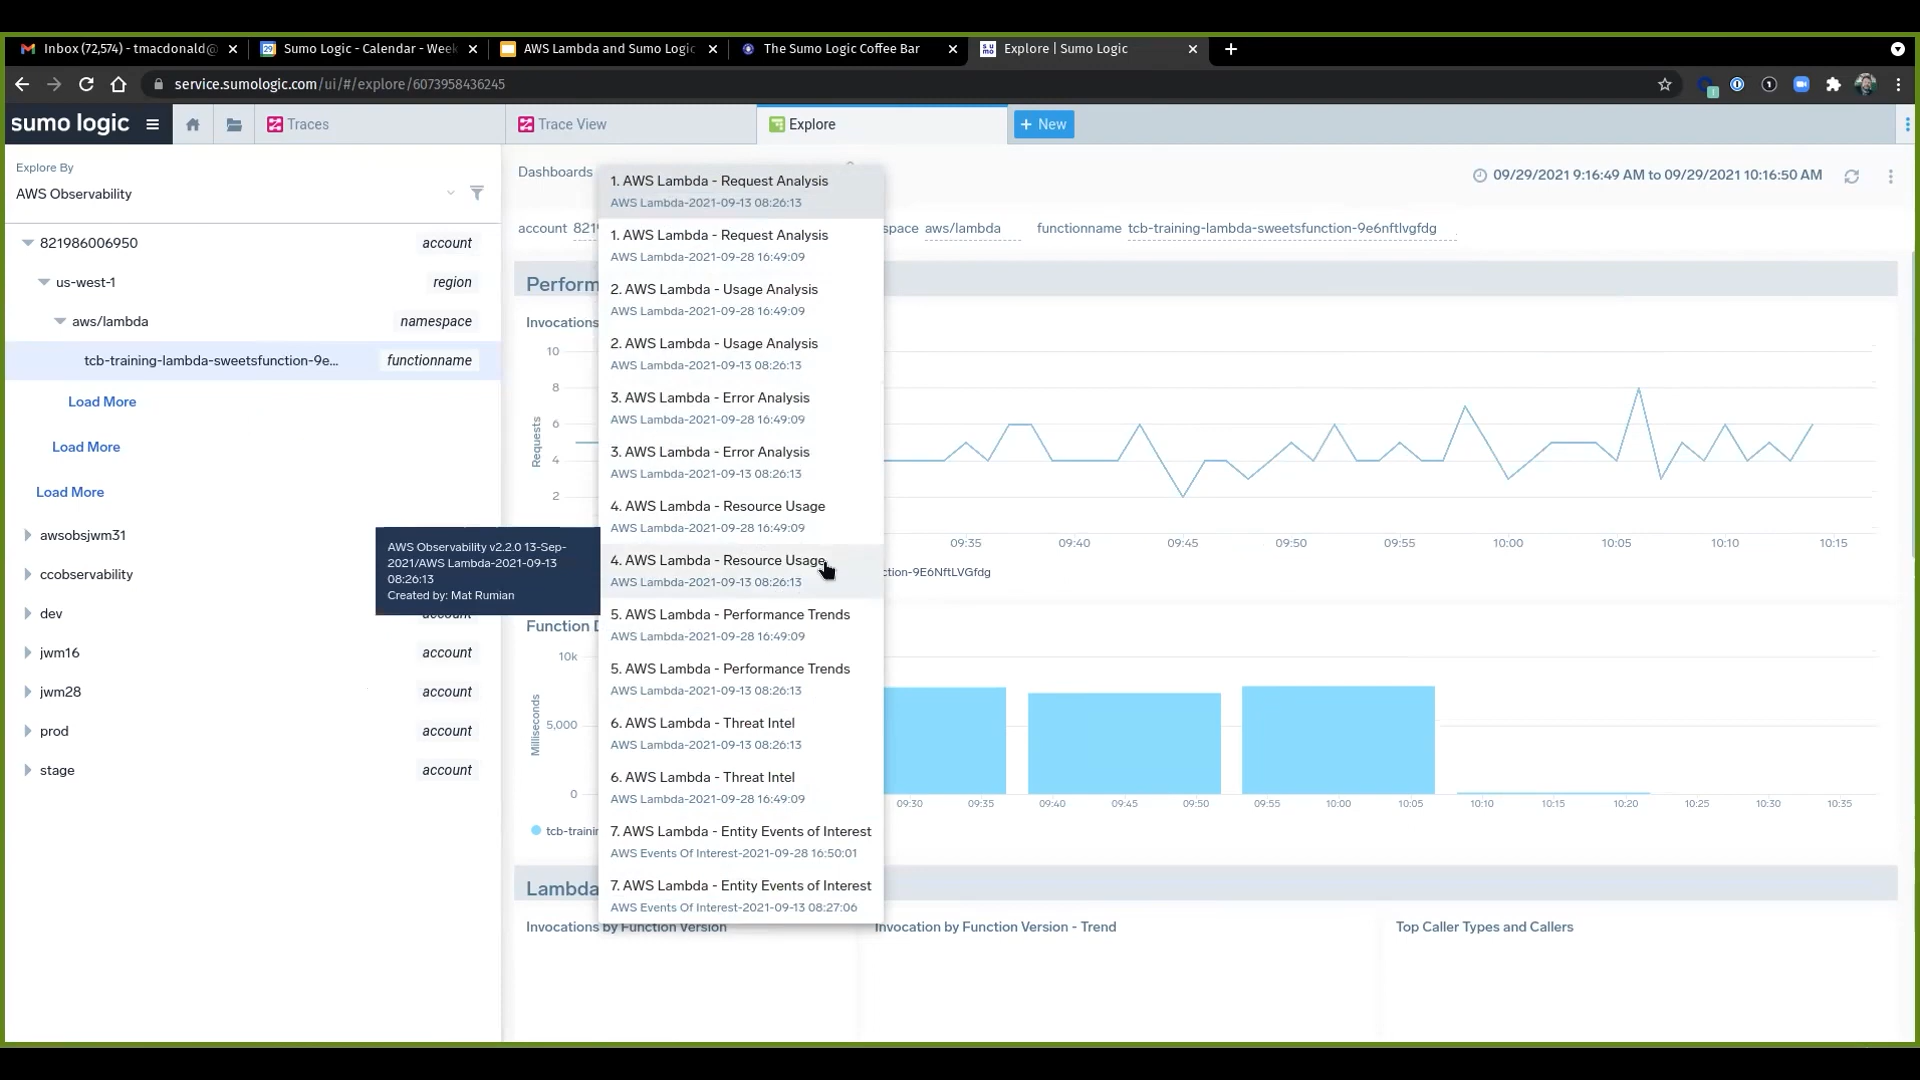 Inbox (72,574) - tmacdonald@
Sumo Logic - Calendar - Week
AWS Lambda and Sumo Logic
The Sumo Logic Coffee Bar
Explore | Sumo Logic
service.sumologic.com/ui/#/explore/6073958436245
sumo logic
Traces
Trace View
Explore
+ New
Explore By
AWS Observability
821986006950 account
us-west-1 region
aws/lambda namespace
tcb-training-lambda-sweetsfunction-9e... functionname
Load More
Load More
Load More
awsobsjwm31
ccobservability
dev
jwm16 account
jwm28 account
prod account
stage account
AWS Observability v2.2.0 13-Sep-
2021/AWS Lambda-2021-09-13
08:26:13
Created by: Mat Rumian
Dashboards
1. AWS Lambda - Request Analysis
AWS Lambda-2021-09-13 08:26:13
1. AWS Lambda - Request Analysis
AWS Lambda-2021-09-28 16:49:09
2. AWS Lambda - Usage Analysis
AWS Lambda-2021-09-28 16:49:09
2. AWS Lambda - Usage Analysis
AWS Lambda-2021-09-13 08:26:13
3. AWS Lambda - Error Analysis
AWS Lambda-2021-09-28 16:49:09
3. AWS Lambda - Error Analysis
AWS Lambda-2021-09-13 08:26:13
4. AWS Lambda - Resource Usage
AWS Lambda-2021-09-28 16:49:09
4. AWS Lambda - Resource Usage
AWS Lambda-2021-09-13 08:26:13
5. AWS Lambda - Performance Trends
AWS Lambda-2021-09-28 16:49:09
5. AWS Lambda - Performance Trends
AWS Lambda-2021-09-13 08:26:13
6. AWS Lambda - Threat Intel
AWS Lambda-2021-09-13 08:26:13
6. AWS Lambda - Threat Intel
AWS Lambda-2021-09-28 16:49:09
7. AWS Lambda - Entity Events of Interest
AWS Events Of Interest-2021-09-28 16:50:01
7. AWS Lambda - Entity Events of Interest
AWS Events Of Interest-2021-09-13 08:27:06
09/29/2021 9:16:49 AM to 09/29/2021 10:16:50 AM
account 821 space aws/lambda functionname tcb-training-lambda-sweetsfunction-9e6nftlvgfdg
Perform
Invocations
Requests
10
8
6
4
2
09:35 09:40 09:45 09:50 09:55 10:00 10:05 10:10 10:15
ction-9E6NftLVGfdg
Function D
Milliseconds
10k
5,000
0
09:30 09:35 09:40 09:45 09:50 09:55 10:00 10:05 10:10 10:15 10:20 10:25 10:30 10:35
tcb-trainin
Lambda
Invocations by Function Version
Invocation by Function Version - Trend
Top Caller Types and Callers